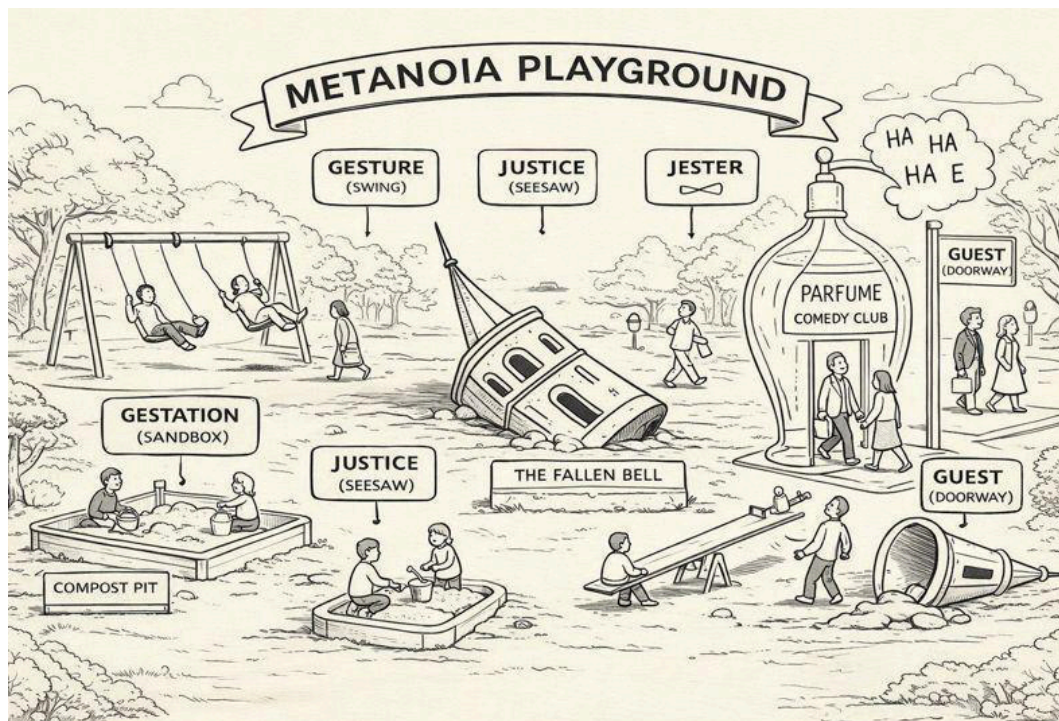 METANOIA PLAYGROUND
GESTURE
(SWING)
JUSTICE
(SEESAW)
JESTER
HA HA
HA E
GUEST
(DOORWAY)
PARFUME
COMEDY CLUB
GESTATION
(SANDBOX)
JUSTICE
(SEESAW)
THE FALLEN BELL
GUEST
(DOORWAY)
COMPOST PIT